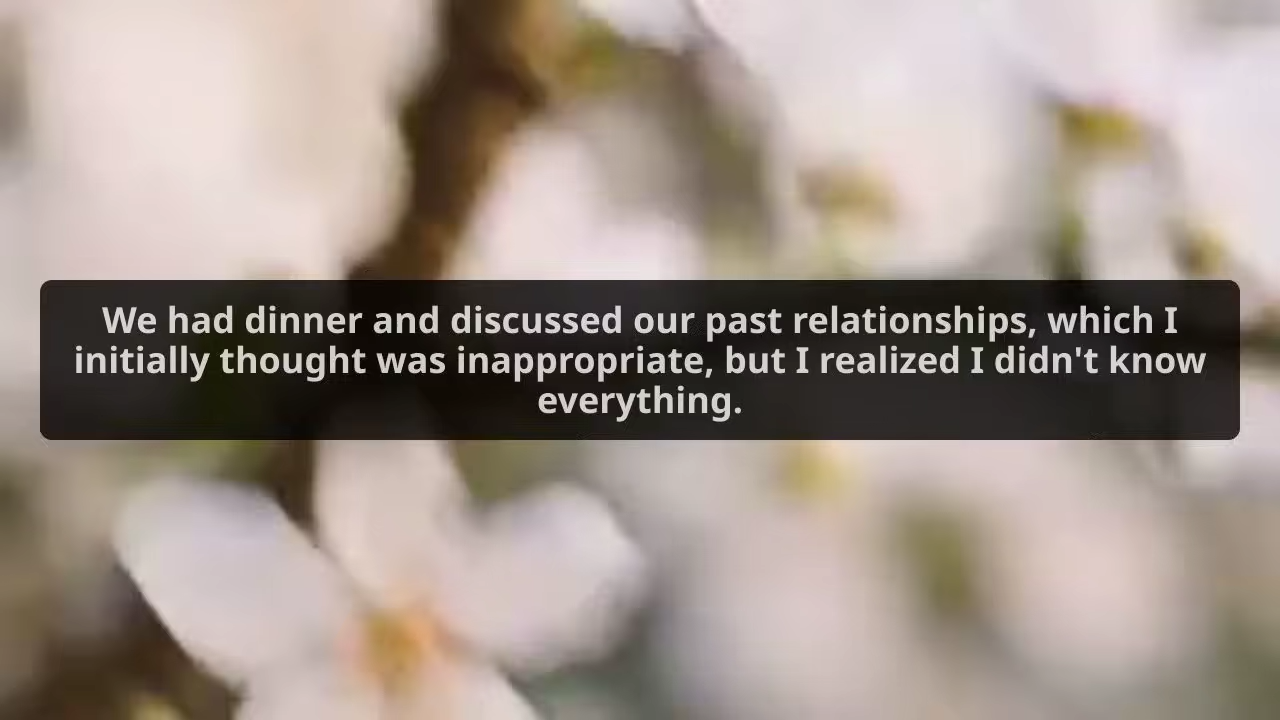 We had dinner and discussed our past relationships, which I
initially thought was inappropriate, but I realized I didn't know
everything.